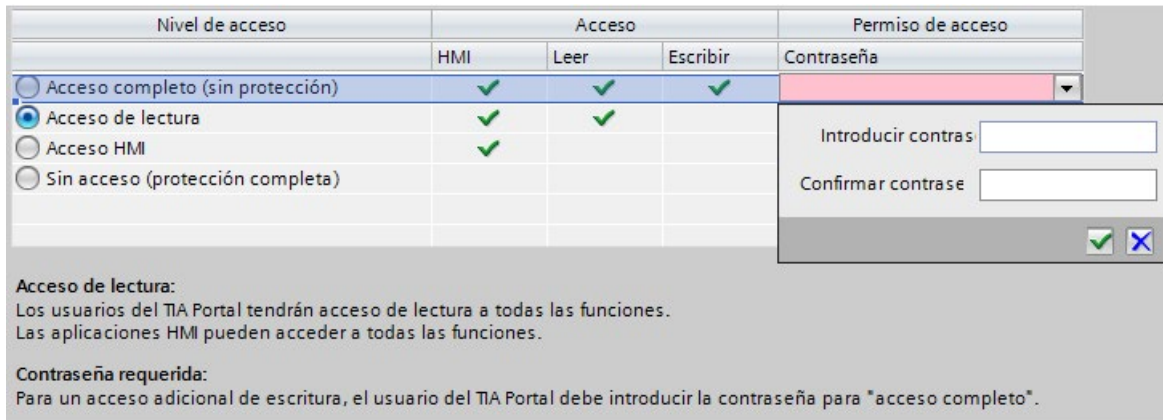 Nivel de acceso Acceso Permiso de acceso
HMI Leer Escribir Contraseña
Acceso completo (sin protección)
Acceso de lectura
Acceso HMI
Sin acceso (protección completa)
Introducir contras
Confirmar contrase
Acceso de lectura:
Los usuarios del TIA Portal tendrán acceso de lectura a todas las funciones.
Las aplicaciones HMI pueden acceder a todas las funciones.
Contraseña requerida:
Para un acceso adicional de escritura, el usuario del TIA Portal debe introducir la contraseña para "acceso completo".